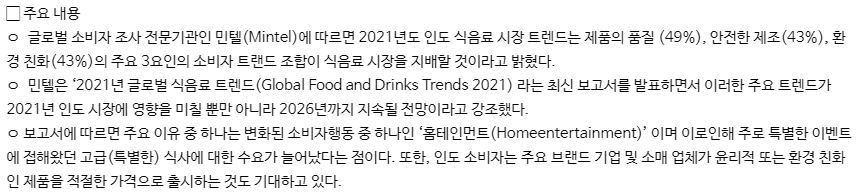 □ 주요 내용
ㅇ 글로벌 소비자 조사 전문기관인 민텔(Mintel)에 따르면 2021년도 인도 식음료 시장 트렌드는 제품의 품질 (49%), 안전한 제조(43%), 환
경 친화(43%)의 주요 3요인의 소비자 트랜드 조합이 식음료 시장을 지배할 것이라고 밝혔다.
ㅇ 민텔은 ‘2021년 글로벌 식음료 트렌드(Global Food and Drinks Trends 2021) 라는 최신 보고서를 발표하면서 이러한 주요 트렌드가
2021년 인도 시장에 영향을 미칠 뿐만 아니라 2026년까지 지속될 전망이라고 강조했다.
ㅇ 보고서에 따르면 주요 이유 중 하나는 변화된 소비자행동 중 하나인 ‘홈테인먼트(Homeentertainment)’ 이며 이로인해 주로 특별한 이벤트
에 접해왔던 고급(특별한) 식사에 대한 수요가 늘어났다는 점이다. 또한, 인도 소비자는 주요 브랜드 기업 및 소매 업체가 윤리적 또는 환경 친화
인 제품을 적절한 가격으로 출시하는 것도 기대하고 있다.